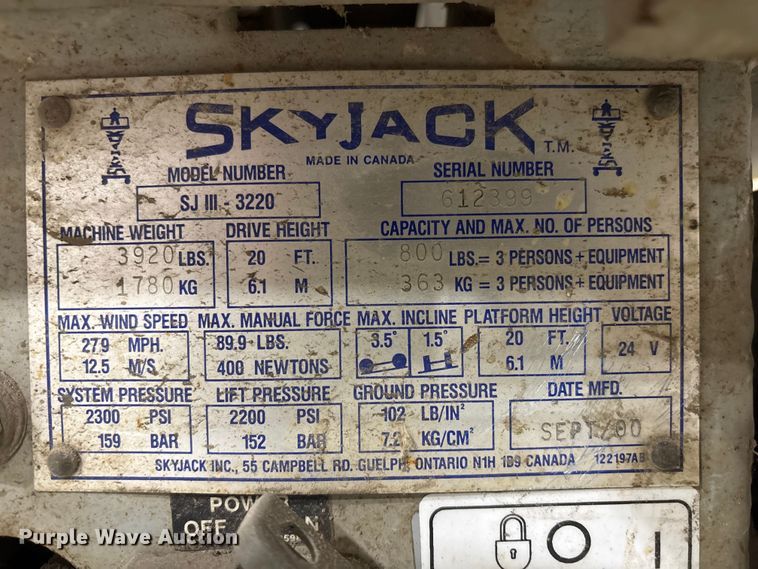 SKYJACK T.M.
MADE IN CANADA
MODEL NUMBER SERIAL NUMBER
SJ III - 3220 612399
MACHINE WEIGHT DRIVE HEIGHT CAPACITY AND MAX. NO. OF PERSONS
3920 LBS. 20 FT. 800 LBS. = 3 PERSONS + EQUIPMENT
1780 KG 6.1 M 363 KG = 3 PERSONS + EQUIPMENT
MAX. WIND SPEED MAX. MANUAL FORCE MAX. INCLINE PLATFORM HEIGHT VOLTAGE
27.9 MPH. 89.9 LBS. 3.5° 1.5° 20 FT. 24 V
12.5 M/S 400 NEWTONS 6.1 M
SYSTEM PRESSURE LIFT PRESSURE GROUND PRESSURE DATE MFD.
2300 PSI 2200 PSI 102 LB/IN² SEPT/00
159 BAR 152 BAR 7.2 KG/CM²
SKYJACK INC., 55 CAMPBELL RD. GUELPH, ONTARIO N1H 1B9 CANADA 122197AB
OFF
Purple Wave Auction